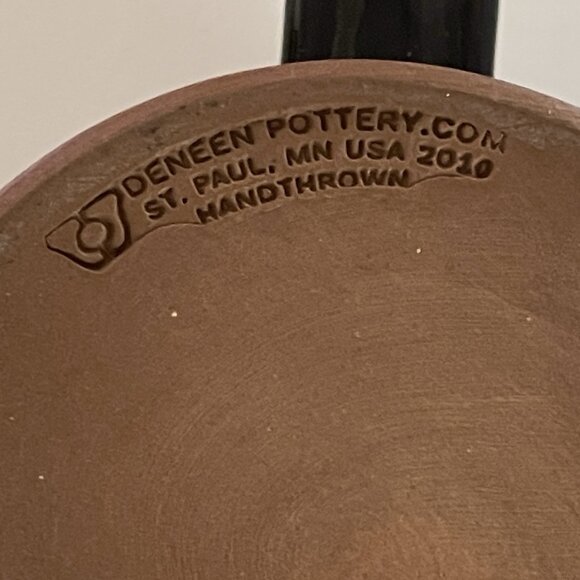 DENEEN POTTERY.COM
ST. PAUL, MN USA 2010
HANDTHROWN